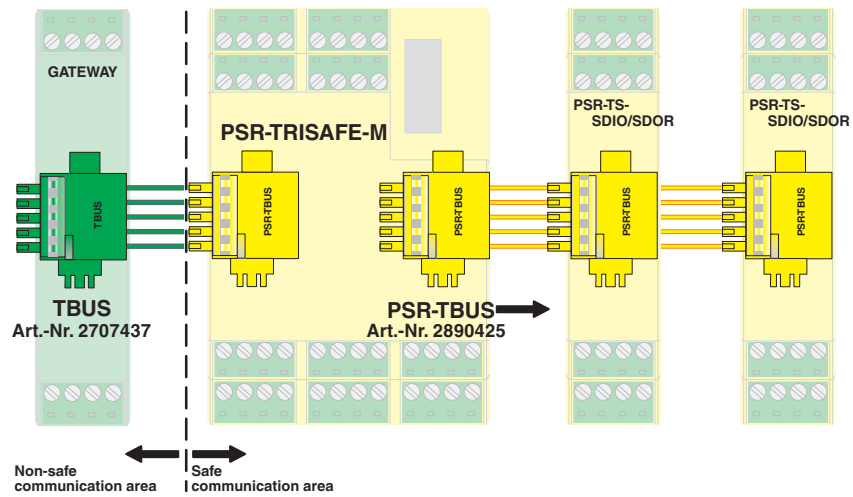 GATEWAY
PSR-TRISAFE-M
PSR-TS-
SDIO/SDOR
PSR-TS-
SDIO/SDOR
TBUS
PSR-TBUS
PSR-TBUS
PSR-TBUS
PSR-TBUS
TBUS
Art.-Nr. 2707437
PSR-TBUS
Art.-Nr. 2890425
Non-safe
communication area
Safe
communication area